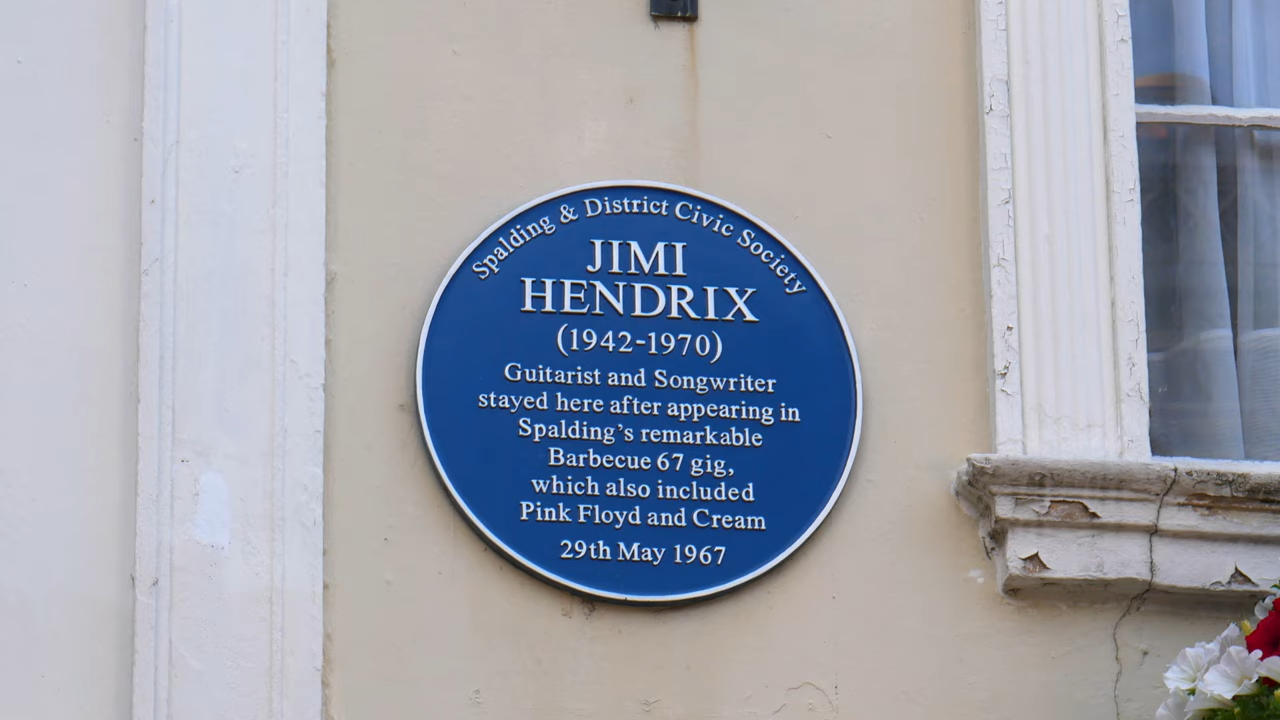 Spalding & District Civic Society
JIMI
HENDRIX
(1942-1970)
Guitarist and Songwriter
stayed here after appearing in
Spalding's remarkable
Barbecue 67 gig,
which also included
Pink Floyd and Cream
29th May 1967